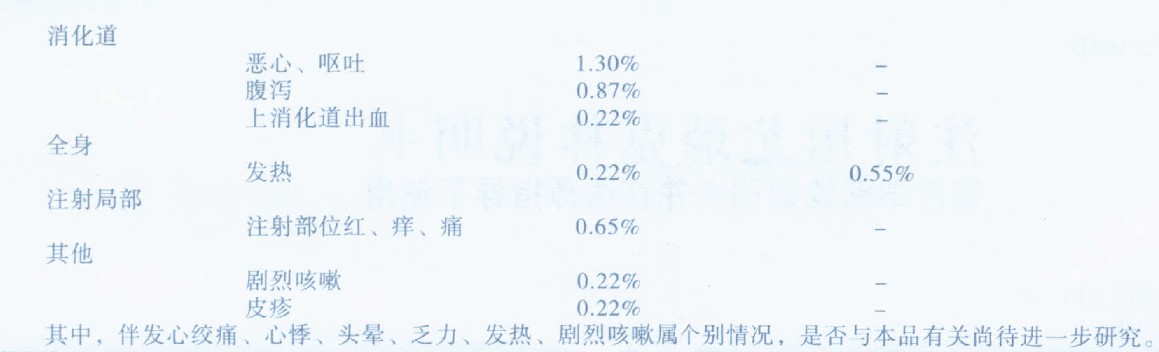 消化道
恶心、呕吐 1.30% –
腹泻 0.87% –
上消化道出血 0.22% –
全身
发热 0.22% 0.55%
注射局部
注射部位红、痒、痛 0.65% –
其他
剧烈咳嗽 0.22% –
皮疹 0.22% –
其中，伴发心绞痛、心悸、头晕、乏力、发热、剧烈咳嗽属个别情况，是否与本品有关尚待进一步研究。